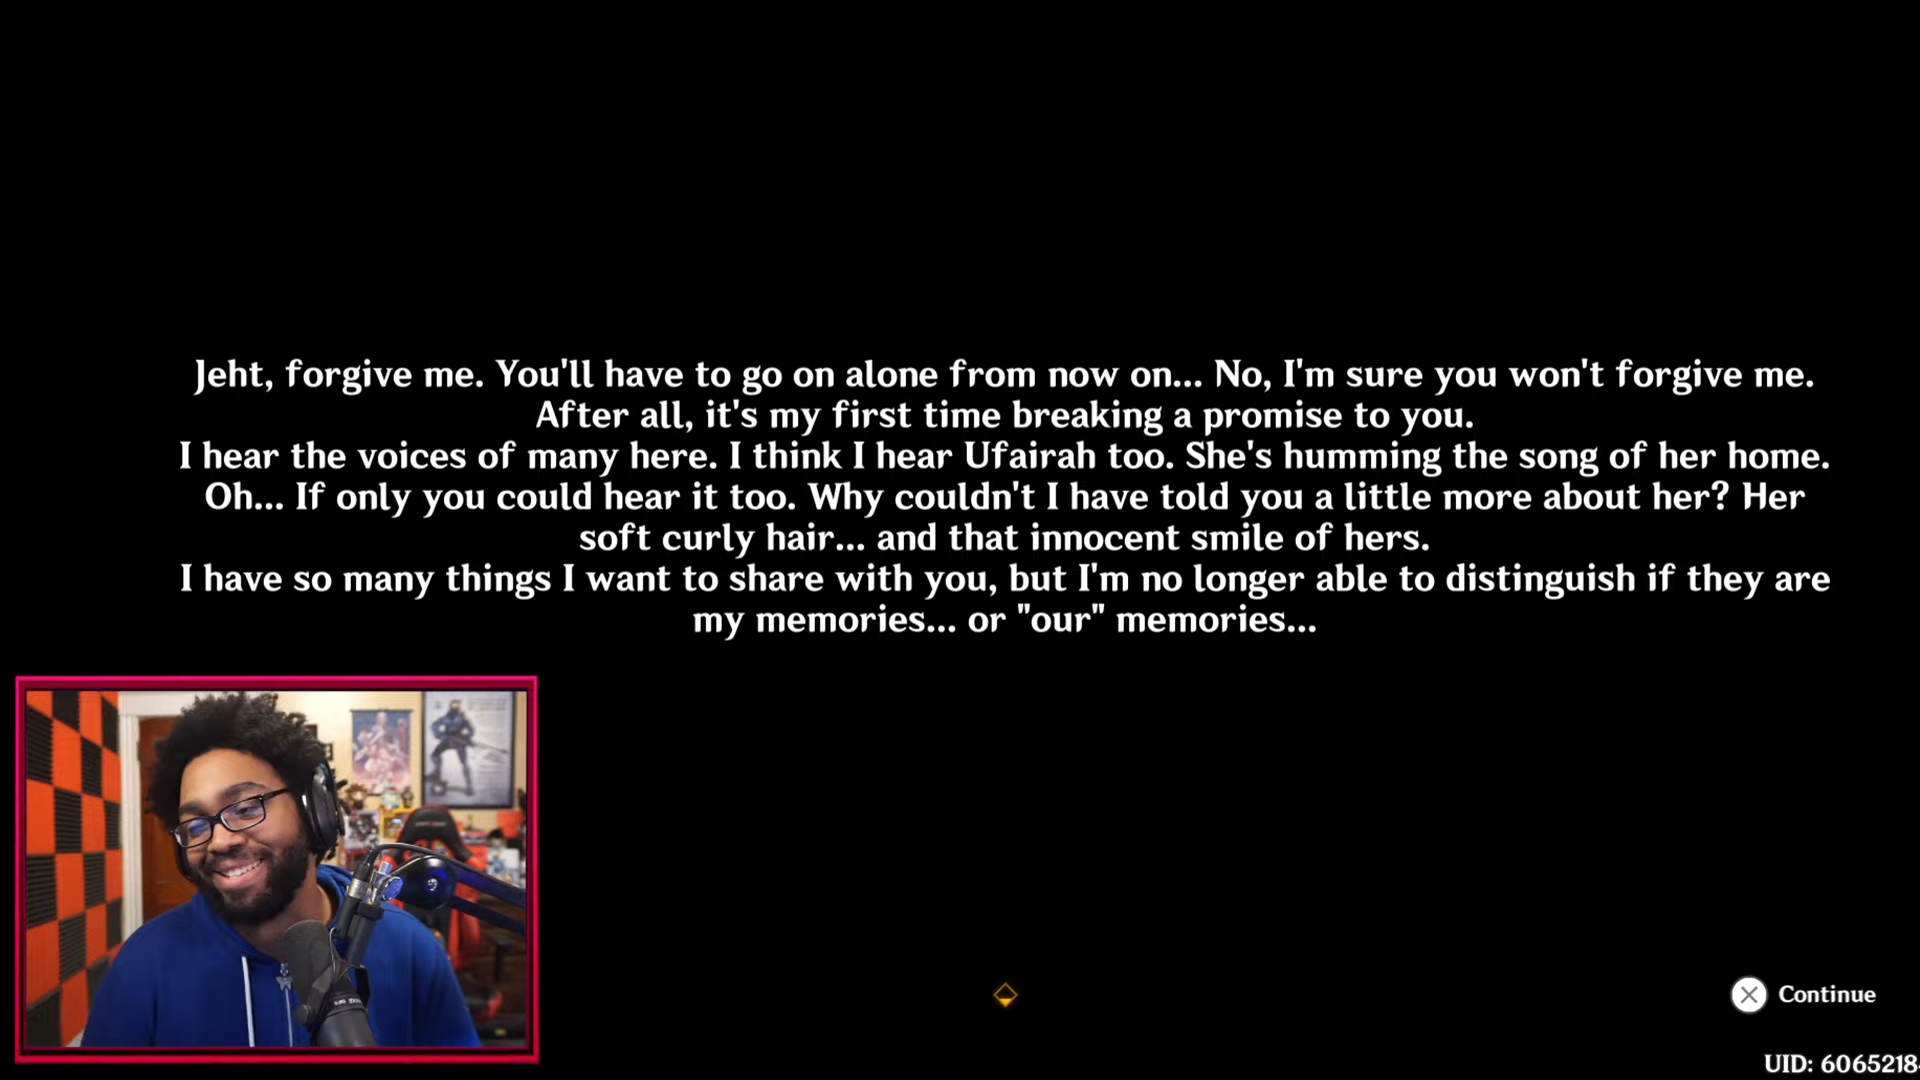 Jeht, forgive me. You'll have to go on alone from now on... No, I'm sure you won't forgive me.
After all, it's my first time breaking a promise to you.
I hear the voices of many here. I think I hear Ufairah too. She's humming the song of her home.
Oh... If only you could hear it too. Why couldn't I have told you a little more about her? Her
soft curly hair... and that innocent smile of hers.
I have so many things I want to share with you, but I'm no longer able to distinguish if they are
my memories... or "our" memories...
Continue
UID: 6065218